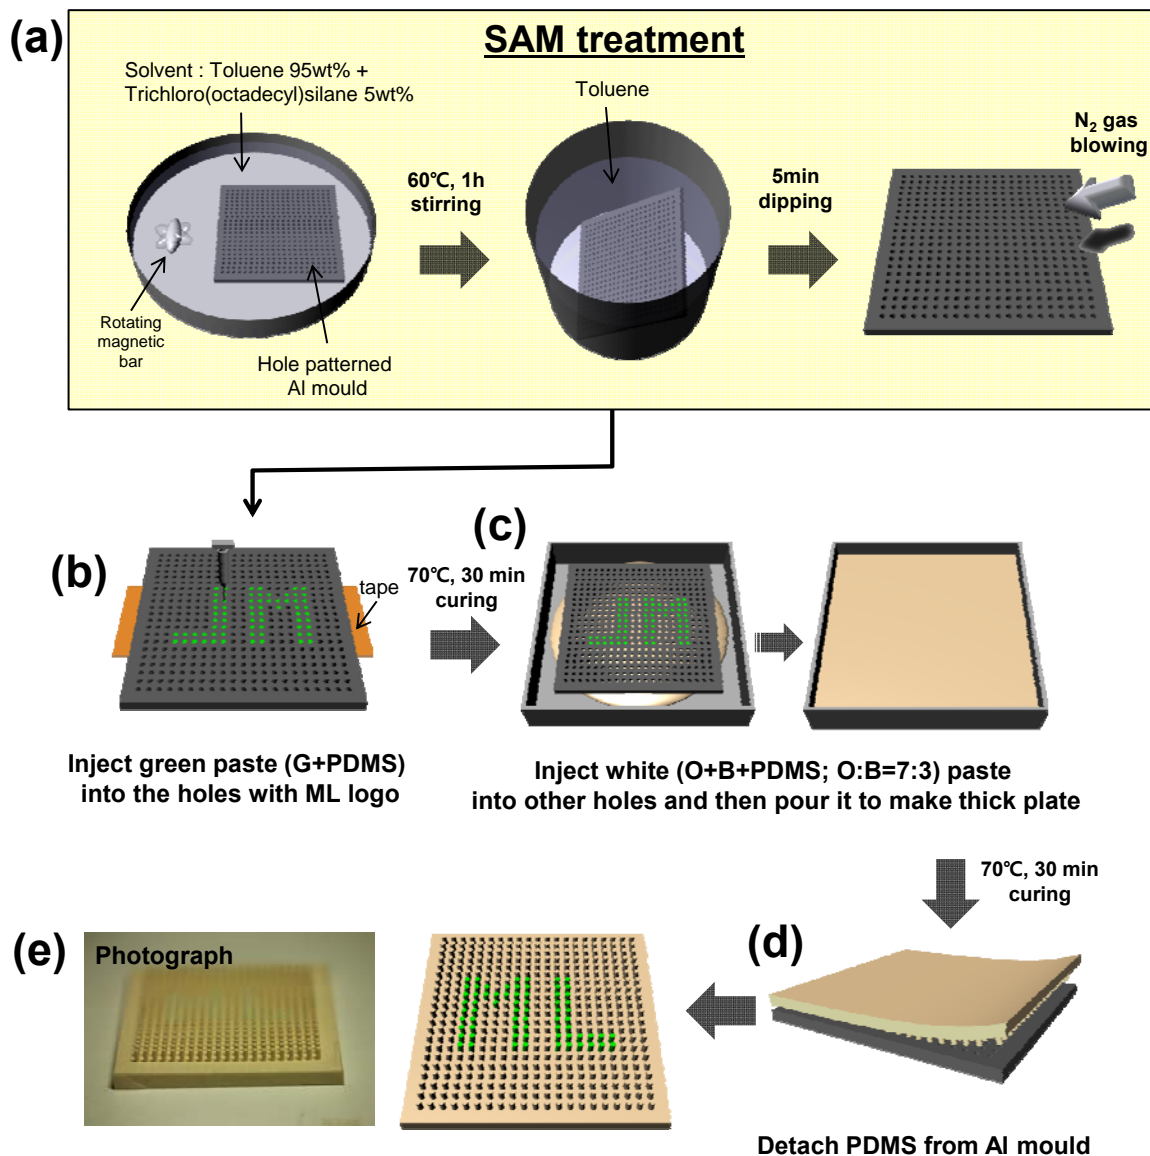 (a)
SAM treatment
Solvent : Toluene 95wt% +
Trichloro(octadecyl)silane 5wt%
Toluene
N₂ gas
blowing
60℃, 1h
stirring
5min
dipping
Rotating
magnetic
bar
Hole patterned
Al mould
(b)
tape
70℃, 30 min
curing
(c)
Inject green paste (G+PDMS)
into the holes with ML logo
Inject white (O+B+PDMS; O:B=7:3) paste
into other holes and then pour it to make thick plate
70℃, 30 min
curing
(d)
Detach PDMS from Al mould
(e)
Photograph
ML